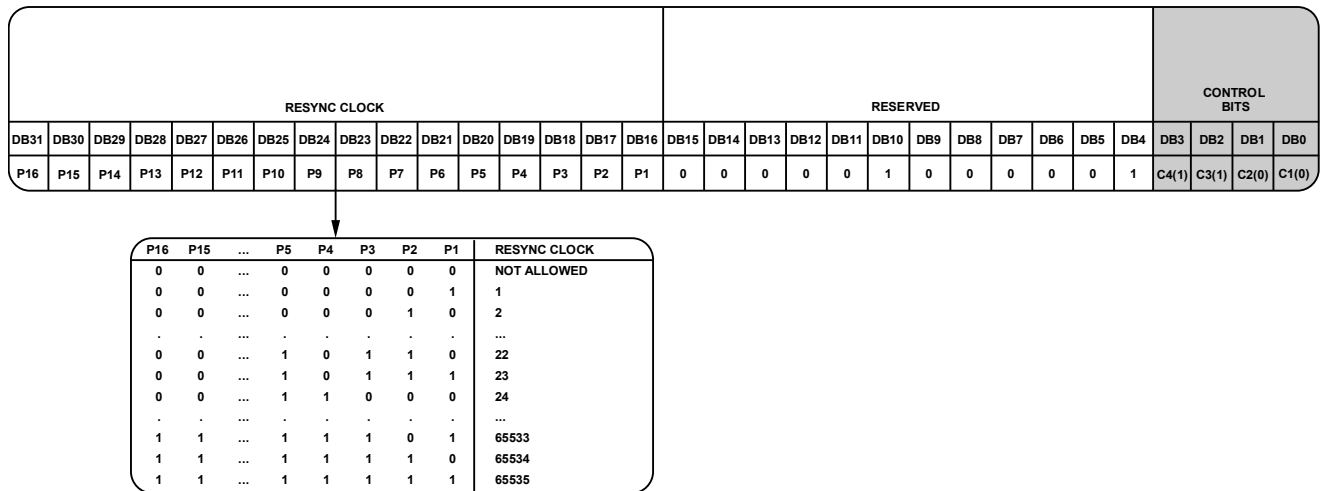 RESYNC CLOCK RESERVED CONTROL
BITS
DB31 DB30 DB29 DB28 DB27 DB26 DB25 DB24 DB23 DB22 DB21 DB20 DB19 DB18 DB17 DB16 DB15 DB14 DB13 DB12 DB11 DB10 DB9 DB8 DB7 DB6 DB5 DB4 DB3 DB2 DB1 DB0
P16 P15 P14 P13 P12 P11 P10 P9 P8 P7 P6 P5 P4 P3 P2 P1 0 0 0 0 0 1 0 0 0 0 0 1 C4(1) C3(1) C2(0) C1(0)
P16 P15 ... P5 P4 P3 P2 P1 RESYNC CLOCK
0 0 ... 0 0 0 0 0 NOT ALLOWED
0 0 ... 0 0 0 0 1 1
0 0 ... 0 0 0 1 0 2
. . ... . . . . . ...
0 0 ... 1 0 1 1 0 22
0 0 ... 1 0 1 1 1 23
0 0 ... 1 1 0 0 0 24
. . ... . . . . . ...
1 1 ... 1 1 1 0 1 65533
1 1 ... 1 1 1 1 0 65534
1 1 ... 1 1 1 1 1 65535